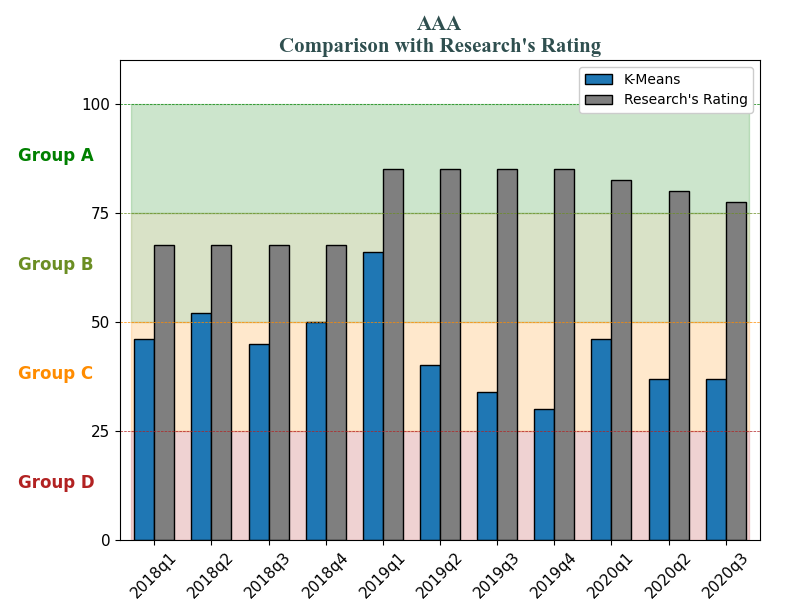 AAA
Comparison with Research's Rating
K-Means
Research's Rating
100
Group A
75
Group B
50
Group C
25
Group D
0
2018q1
2018q2
2018q3
2018q4
2019q1
2019q2
2019q3
2019q4
2020q1
2020q2
2020q3